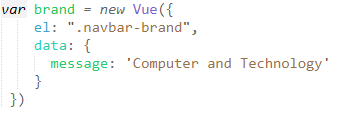 var brand = new Vue({
    el: ".navbar-brand",
    data: {
      message: 'Computer and Technology'
    }
 })